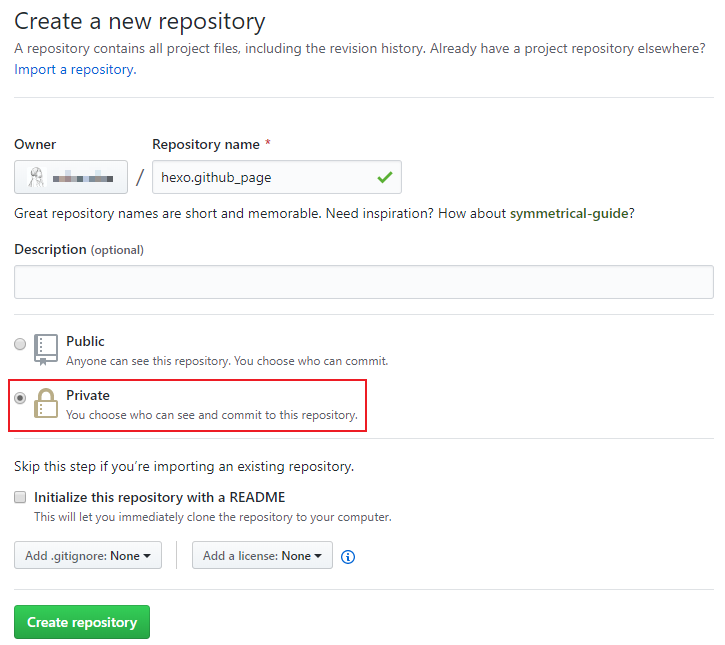 Create a new repository
A repository contains all project files, including the revision history. Already have a project repository elsewhere?
Import a repository.
Owner
Repository name *
/
hexo.github_page
Great repository names are short and memorable. Need inspiration? How about symmetrical-guide?
Description (optional)
Public
Anyone can see this repository. You choose who can commit.
Private
You choose who can see and commit to this repository.
Skip this step if you’re importing an existing repository.
Initialize this repository with a README
This will let you immediately clone the repository to your computer.
Add .gitignore: None
Add a license: None
Create repository